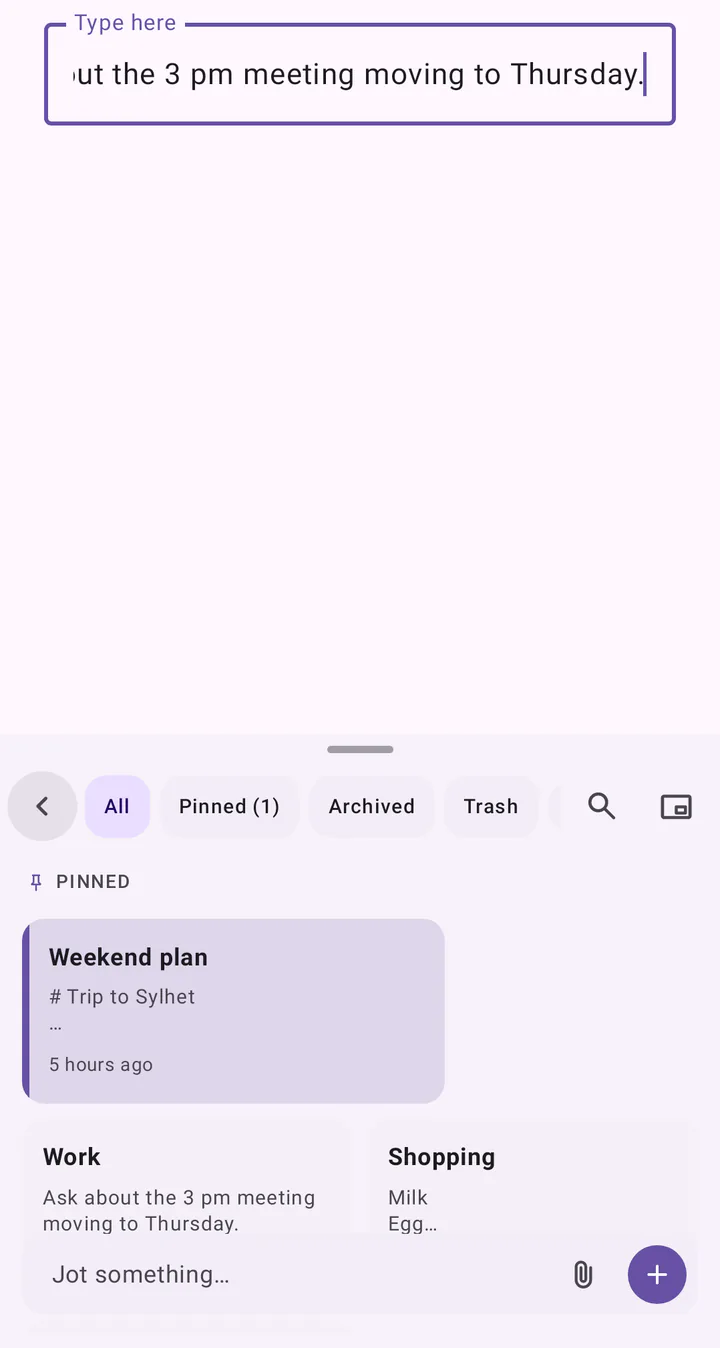 Type here
out the 3 pm meeting moving to Thursday.
All
Pinned (1)
Archived
Trash
PINNED
Weekend plan
# Trip to Sylhet
…
5 hours ago
Work
Ask about the 3 pm meeting
moving to Thursday.
Shopping
Milk
Egg…
Jot something…